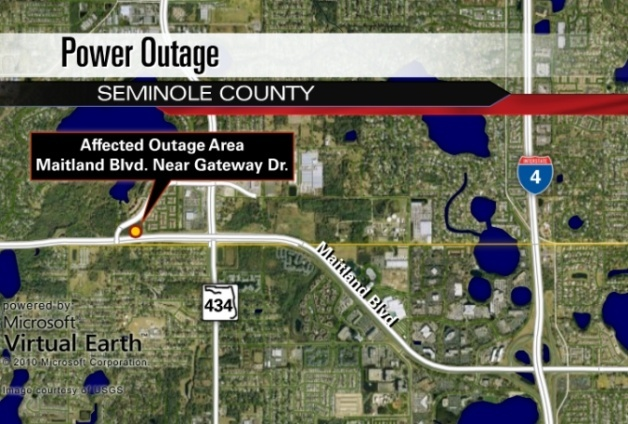 Power Outage
SEMINOLE COUNTY
Affected Outage Area
Maitland Blvd. Near Gateway Dr.
INTERSTATE
4
Maitland Blvd
434
powered by
Microsoft
Virtual Earth
© 2010 Microsoft Corporation
Image courtesy of USGS